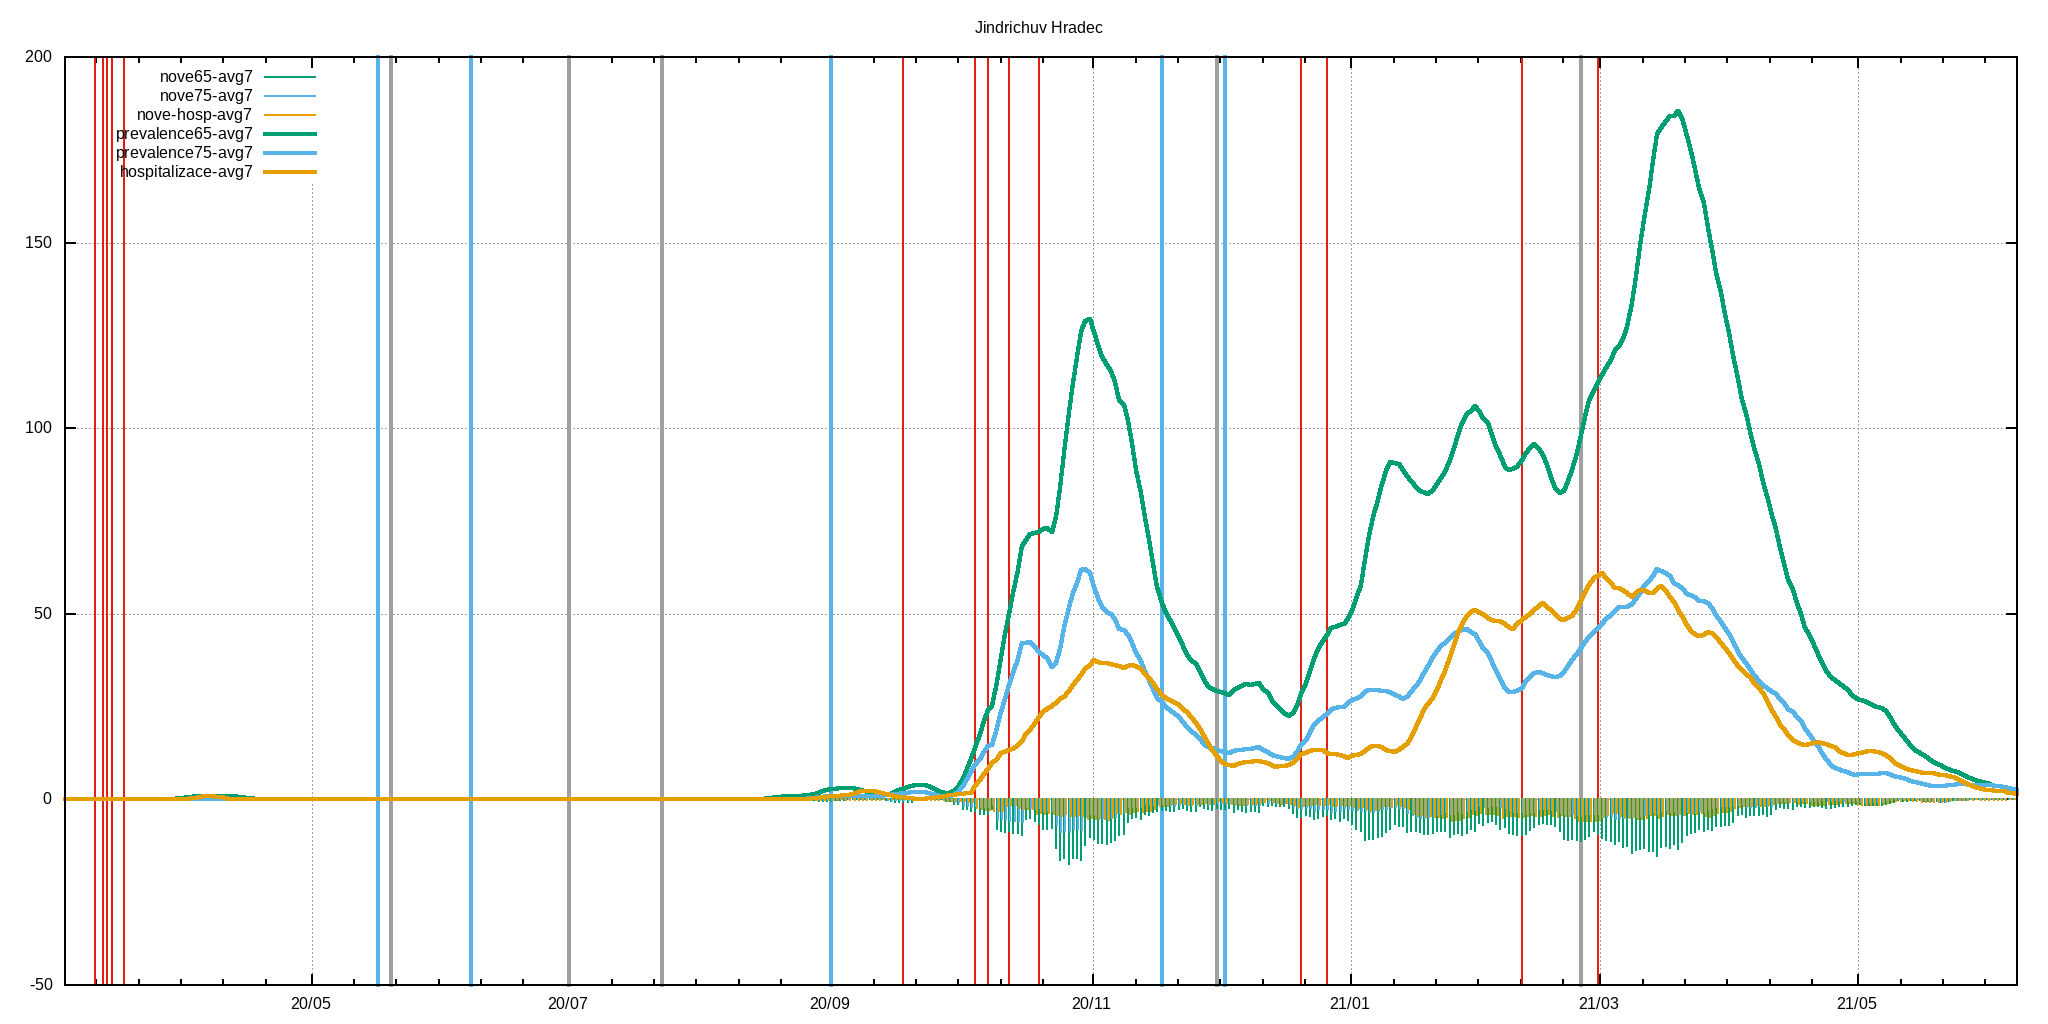 Jindrichuv Hradec
200
150
100
50
0
-50
nove65-avg7
nove75-avg7
nove-hosp-avg7
prevalence65-avg7
prevalence75-avg7
hospitalizace-avg7
20/05 20/07 20/09 20/11 21/01 21/03 21/05